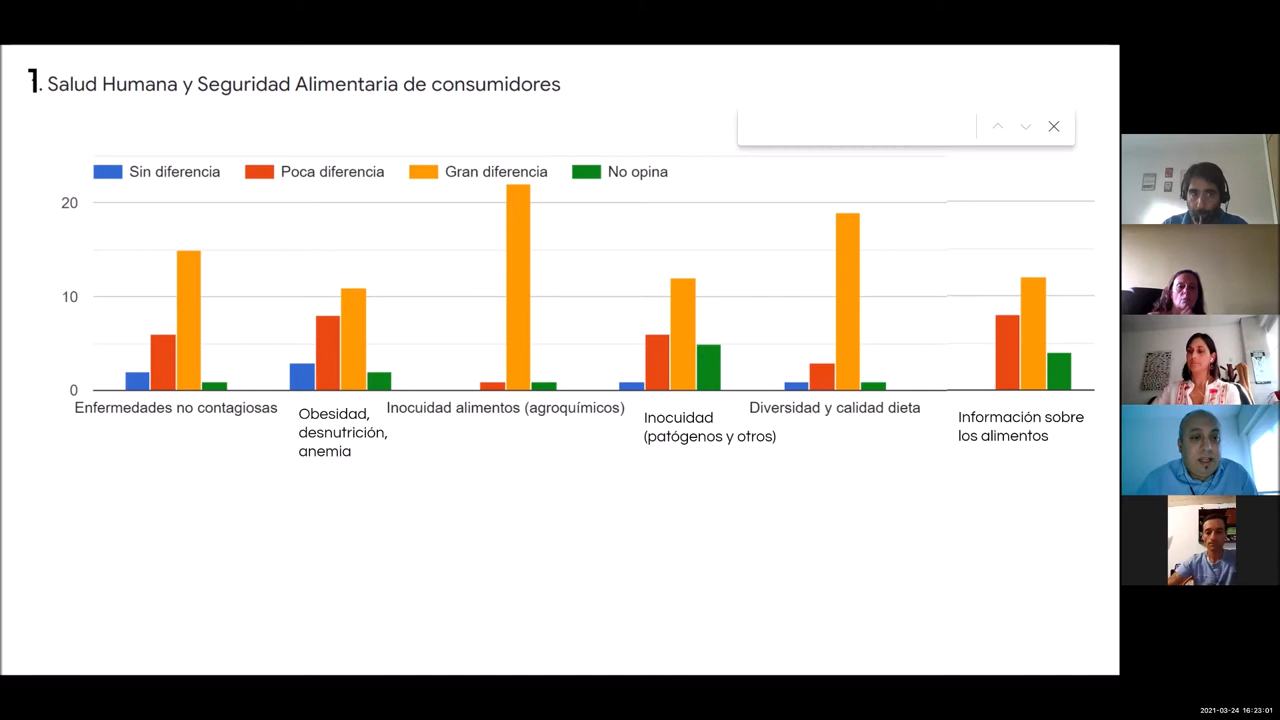 1. Salud Humana y Seguridad Alimentaria de consumidores
Sin diferencia Poca diferencia Gran diferencia No opina
20
10
0
Enfermedades no contagiosas
Obesidad,
desnutrición,
anemia
Inocuidad alimentos (agroquímicos)
Inocuidad
(patógenos y otros)
Diversidad y calidad dieta
Información sobre
los alimentos
2021-03-24 16:23:01